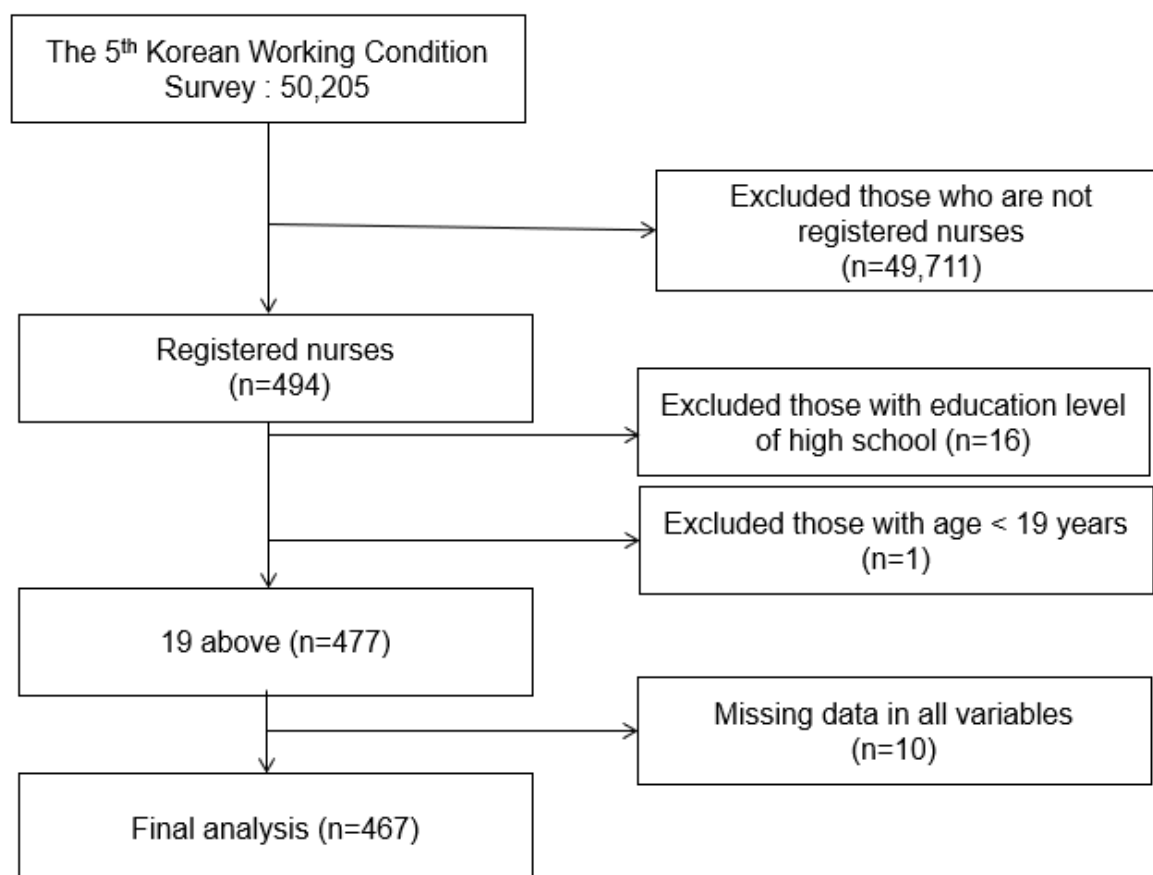 The 5th Korean Working Condition
Survey : 50,205
Excluded those who are not
registered nurses
(n=49,711)
Registered nurses
(n=494)
Excluded those with education level
of high school (n=16)
Excluded those with age < 19 years
(n=1)
19 above (n=477)
Missing data in all variables
(n=10)
Final analysis (n=467)